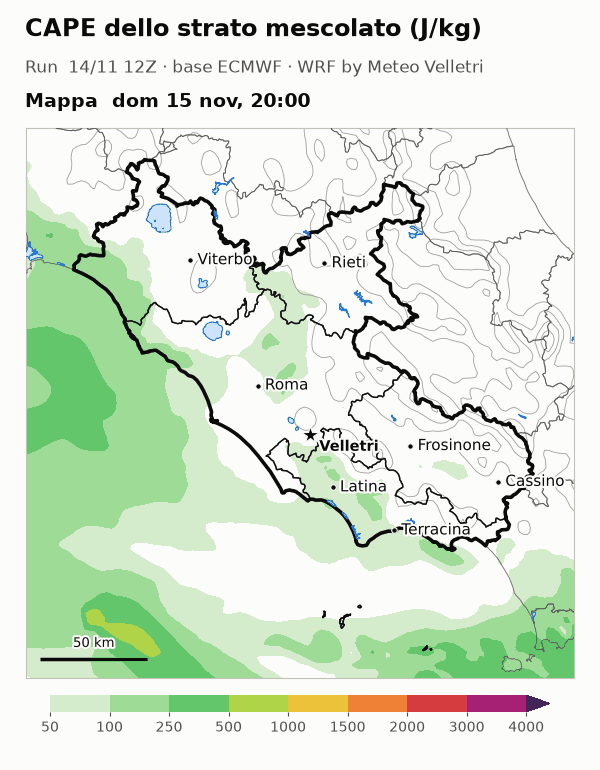 CAPE dello strato mescolato (J/kg)
Run  14/11 12Z · base ECMWF · WRF by Meteo Velletri
Mappa  dom 15 nov, 20:00
Viterbo
Rieti
Roma
Velletri
Frosinone
Cassino
Latina
Terracina
50 km
50 100 250 500 1000 1500 2000 3000 4000